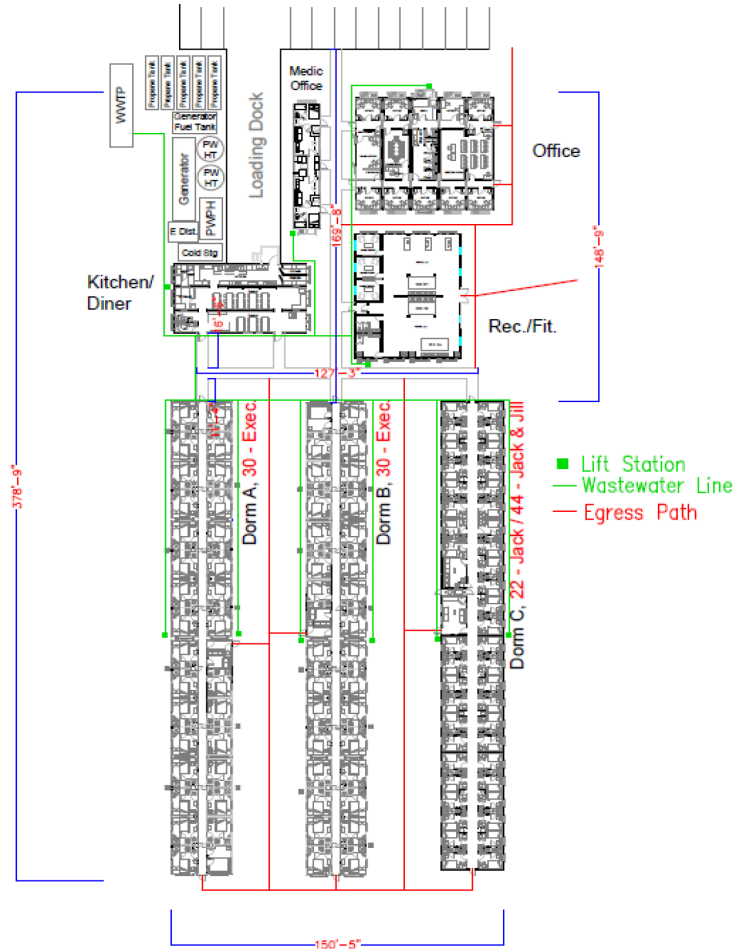 WWTP
Propane Tank
Propane Tank
Propane Tank
Propane Tank
Propane Tank
Generator
Fuel Tank
Generator
PW
HT
PW
HT
E Dist.
PWPH
Cold Stg
Loading Dock
Medic
Office
Office
169'-8"
148'-9"
Kitchen/
Diner
Rec./Fit.
127'-3"
378'-9"
Dorm A, 30 - Exec.
Dorm B, 30 - Exec.
Dorm C, 22 - Jack / 44 - Jack & Jill
Lift Station
Wastewater Line
Egress Path
150'-5"